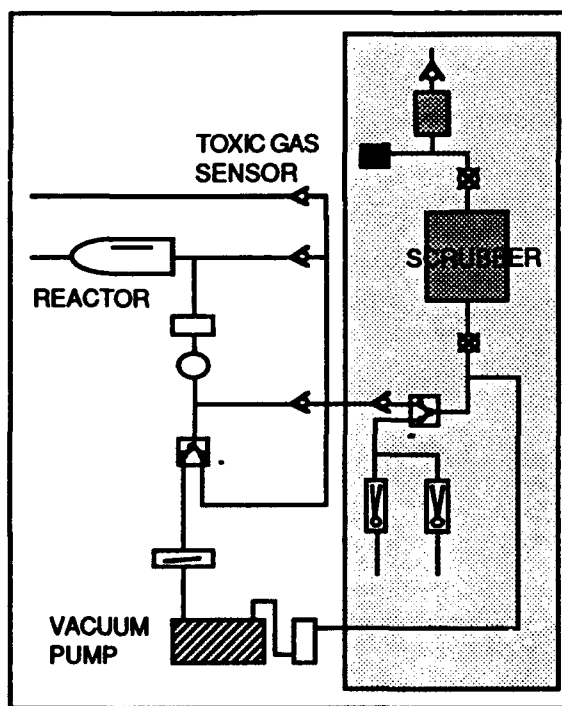 TOXIC GAS
SENSOR
SCRUBBER
REACTOR
VACUUM
PUMP